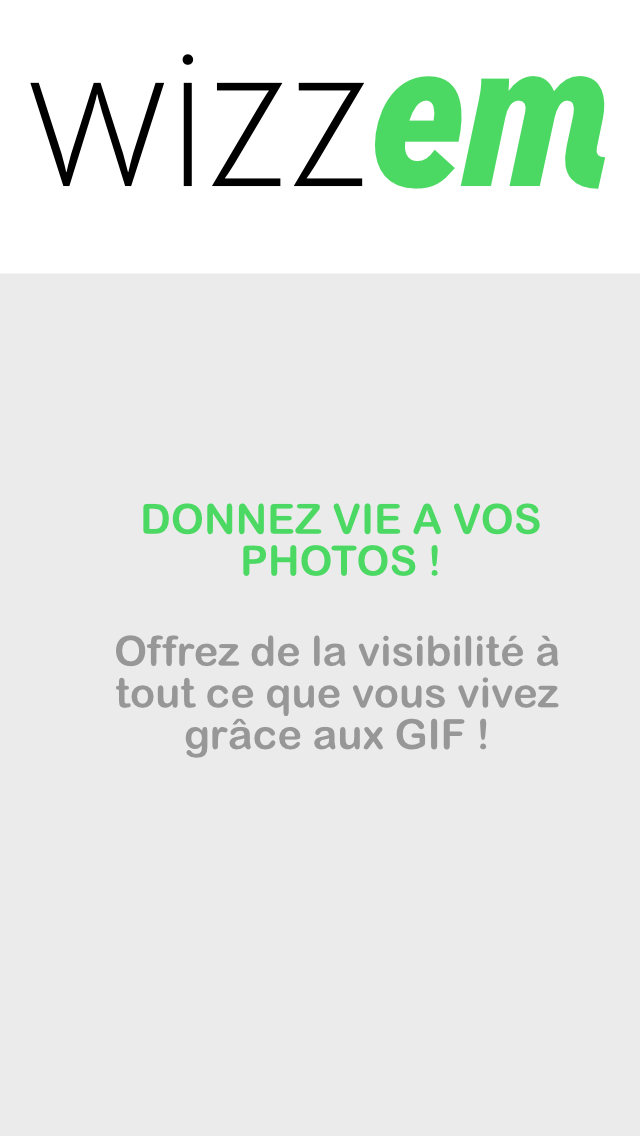 wizzem
DONNEZ VIE A VOS
PHOTOS !
Offrez de la visibilité à
tout ce que vous vivez
grâce aux GIF !